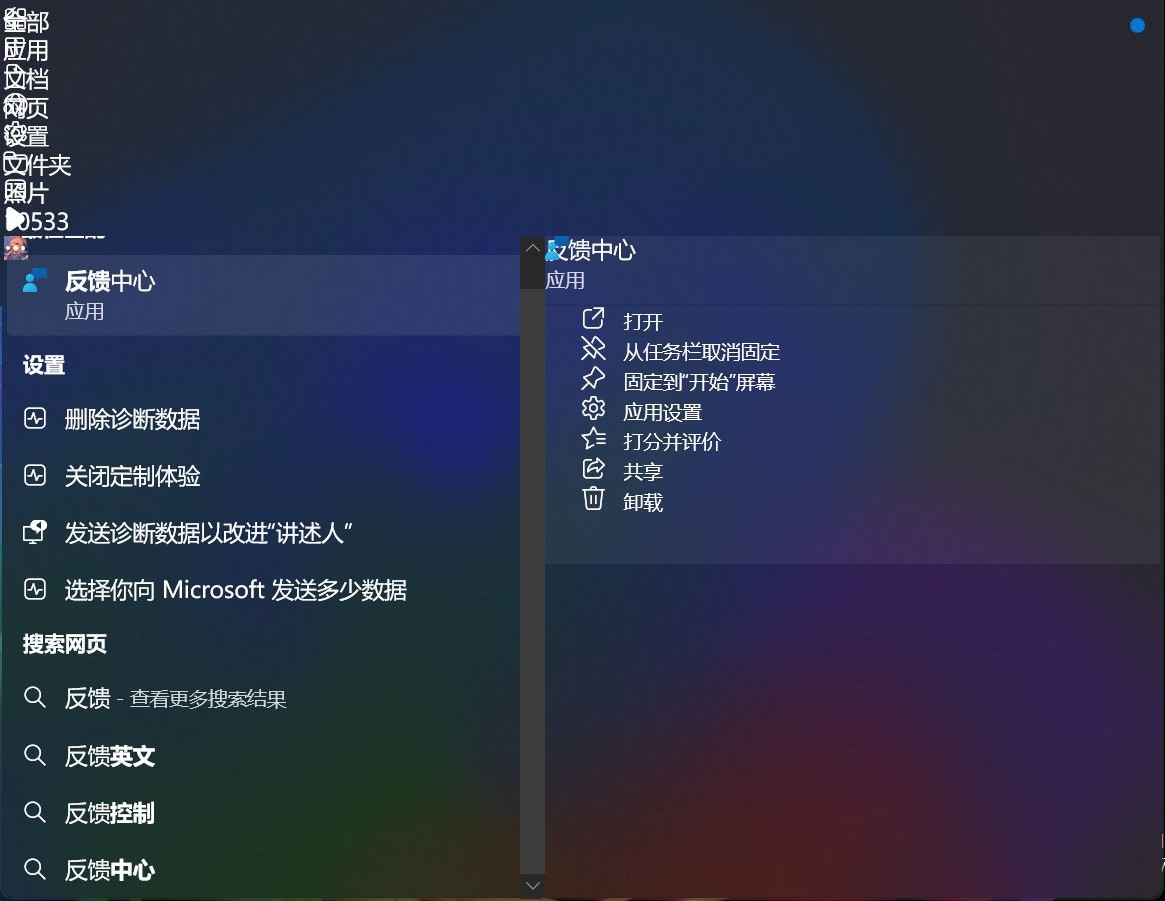 全部
应用
文档
网页
设置
文件夹
照片
10533
反馈中心
应用
设置
删除诊断数据
关闭定制体验
发送诊断数据以改进“讲述人”
选择你向 Microsoft 发送多少数据
搜索网页
反馈 - 查看更多搜索结果
反馈英文
反馈控制
反馈中心
反馈中心
应用
打开
从任务栏取消固定
固定到“开始”屏幕
应用设置
打分并评价
共享
卸载